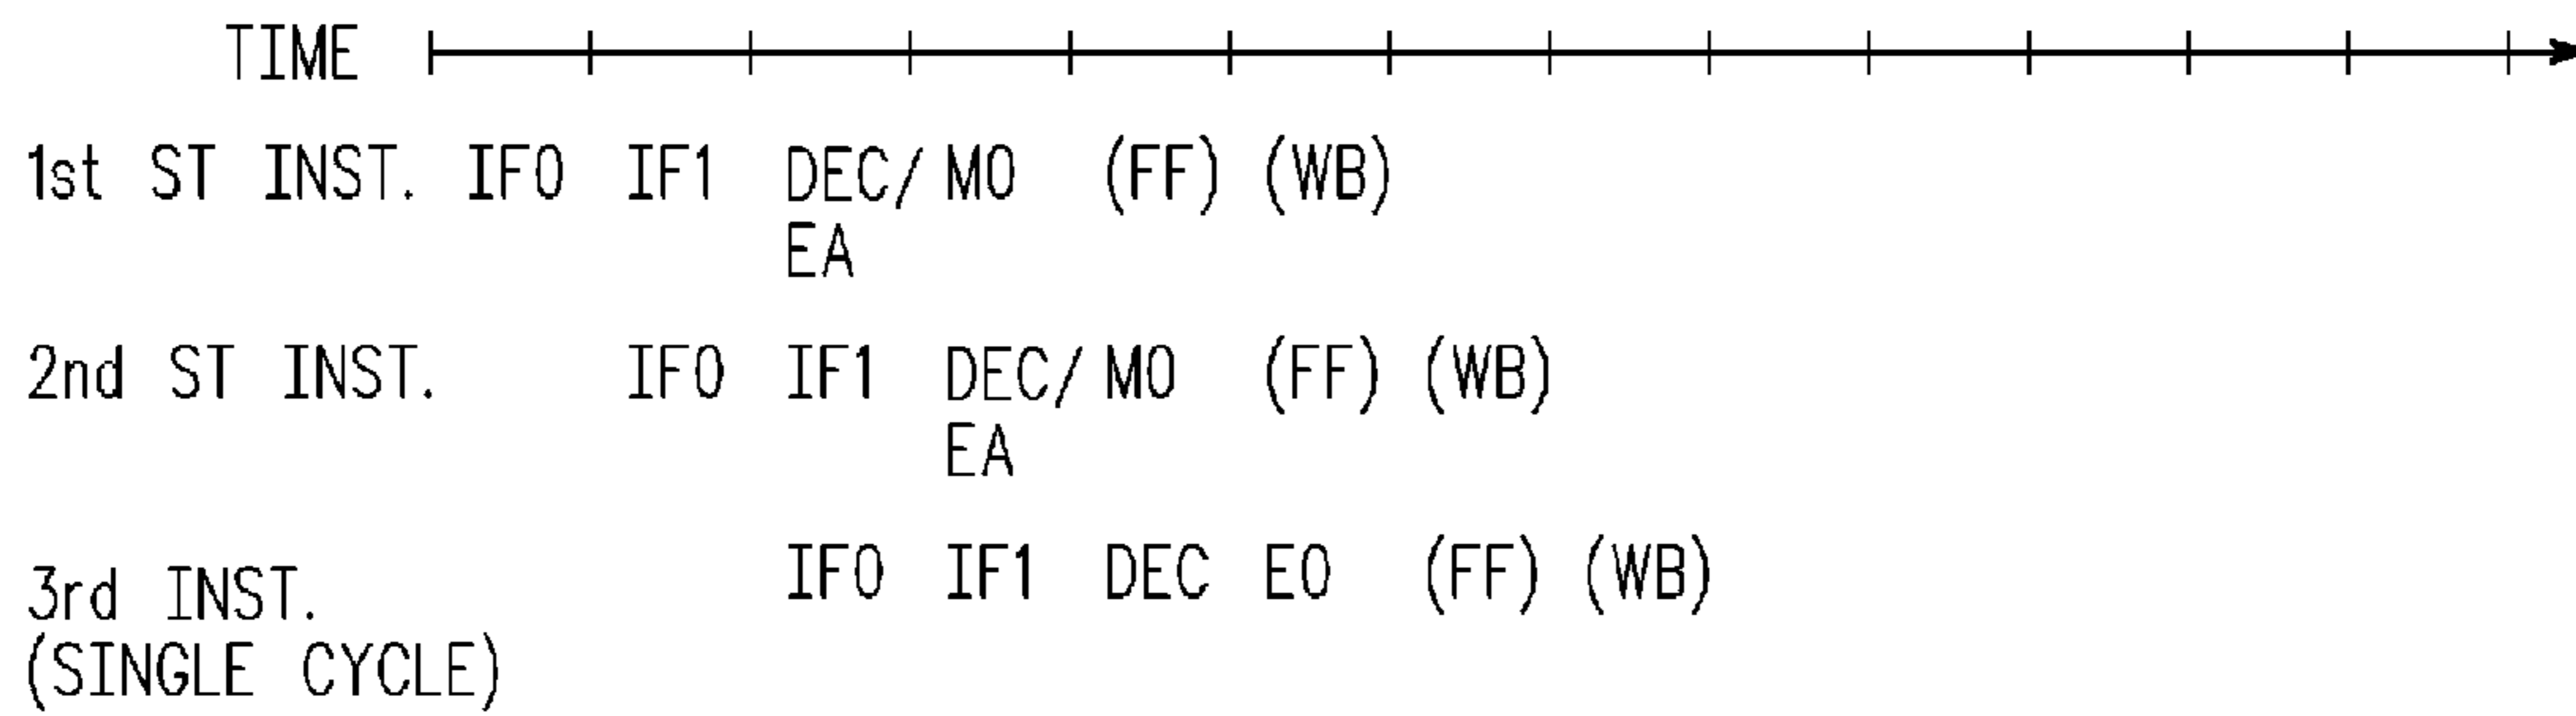 TIME
1st ST INST. IF0 IF1 DEC/ M0 (FF) (WB)
EA
2nd ST INST. IF0 IF1 DEC/ M0 (FF) (WB)
EA
IF0 IF1 DEC E0 (FF) (WB)
3rd INST.
(SINGLE CYCLE)